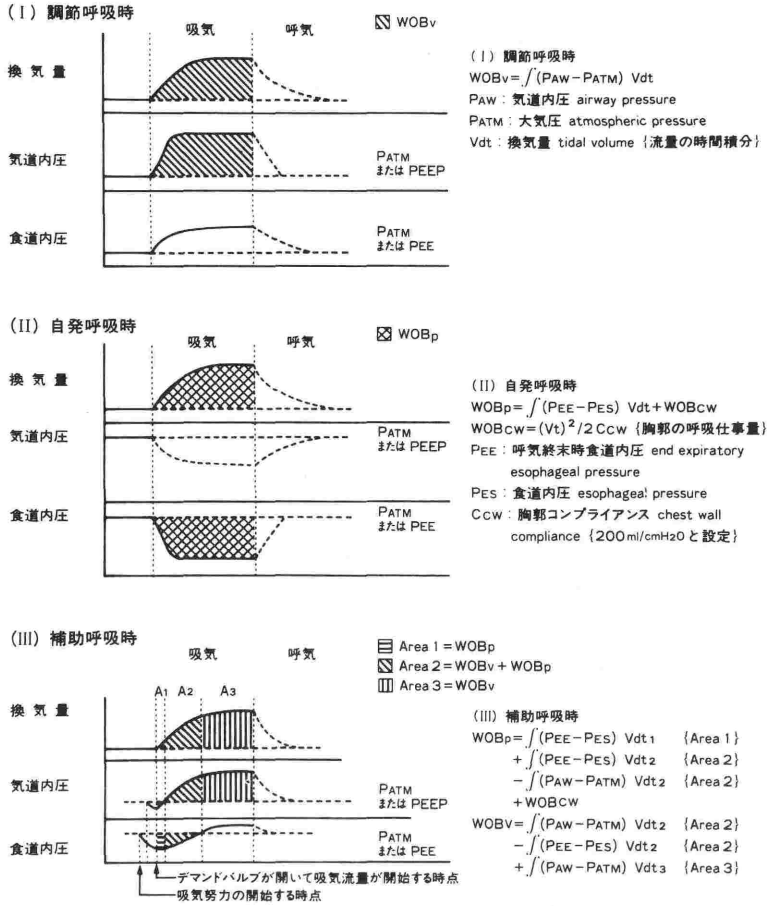 (I) 調節呼吸時
吸気 呼気
WOBv
換気量
気道内圧
PATM
または PEEP
食道内圧
PATM
または PEE
(I) 調節呼吸時
WOBv=∫(PAW−PATM) Vdt
PAW：気道内圧 airway pressure
PATM：大気圧 atmospheric pressure
Vdt：換気量 tidal volume {流量の時間積分}
(II) 自発呼吸時
吸気 呼気
WOBp
換気量
気道内圧
PATM
または PEEP
食道内圧
PATM
または PEE
(II) 自発呼吸時
WOBp=∫(PEE−PES) Vdt+WOBCW
WOBCW=(Vt)²/2 CCW {胸郭の呼吸仕事量}
PEE：呼気終末時食道内圧 end expiratory
esophageal pressure
PES：食道内圧 esophageal pressure
CCW：胸郭コンプライアンス chest wall
compliance {200ml/cmH2Oと設定}
(III) 補助呼吸時
吸気 呼気
Area 1=WOBp
Area 2=WOBv+WOBp
Area 3=WOBv
A1 A2 A3
換気量
気道内圧
PATM
または PEEP
食道内圧
PATM
または PEE
デマンドバルブが開いて吸気流量が開始する時点
吸気努力の開始する時点
(III) 補助呼吸時
WOBp=∫(PEE−PES) Vdt1 {Area 1}
+∫(PEE−PES) Vdt2 {Area 2}
−∫(PAW−PATM) Vdt2 {Area 2}
+WOBCW
WOBV=∫(PAW−PATM) Vdt2 {Area 2}
−∫(PEE−PES) Vdt2 {Area 2}
+∫(PAW−PATM) Vdt3 {Area 3}